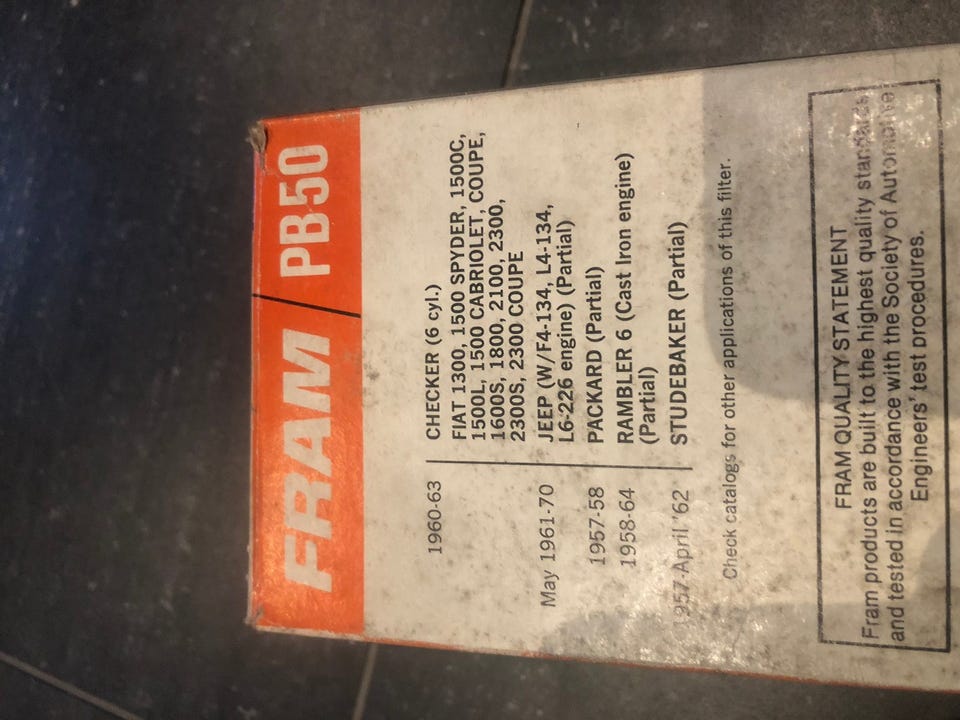 FRAM / PB50
1960-63 CHECKER (6 cyl.)
FIAT 1300, 1500 SPYDER, 1500C,
1500L, 1500 CABRIOLET, COUPE,
1600S, 1800, 2100, 2300,
2300S, 2300 COUPE
May 1961-70 JEEP (W/F4-134, L4-134,
L6-226 engine) (Partial)
1957-58 PACKARD (Partial)
1958-64 RAMBLER 6 (Cast Iron engine)
(Partial)
1957-April '62 STUDEBAKER (Partial)
Check catalogs for other applications of this filter.
FRAM QUALITY STATEMENT
Fram products are built to the highest quality standards
and tested in accordance with the Society of Automotive
Engineers' test procedures.